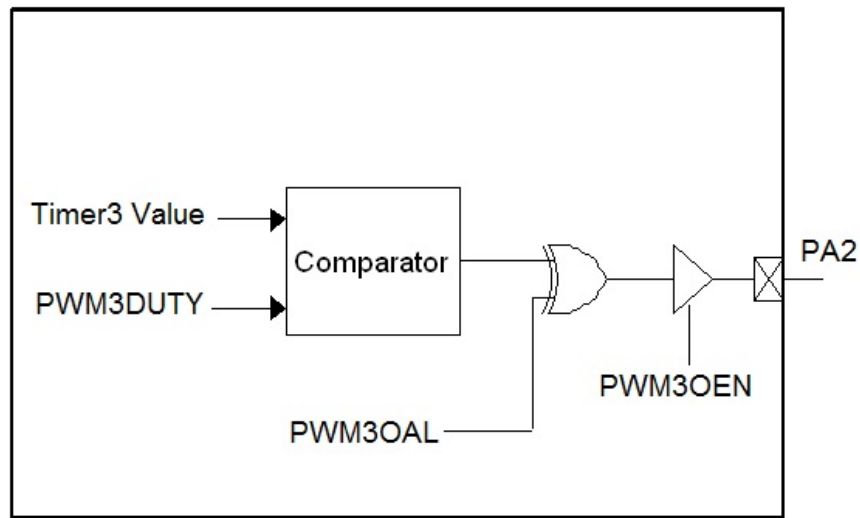 Timer3 Value
Comparator
PA2
PWM3DUTY
PWM3OEN
PWM3OAL